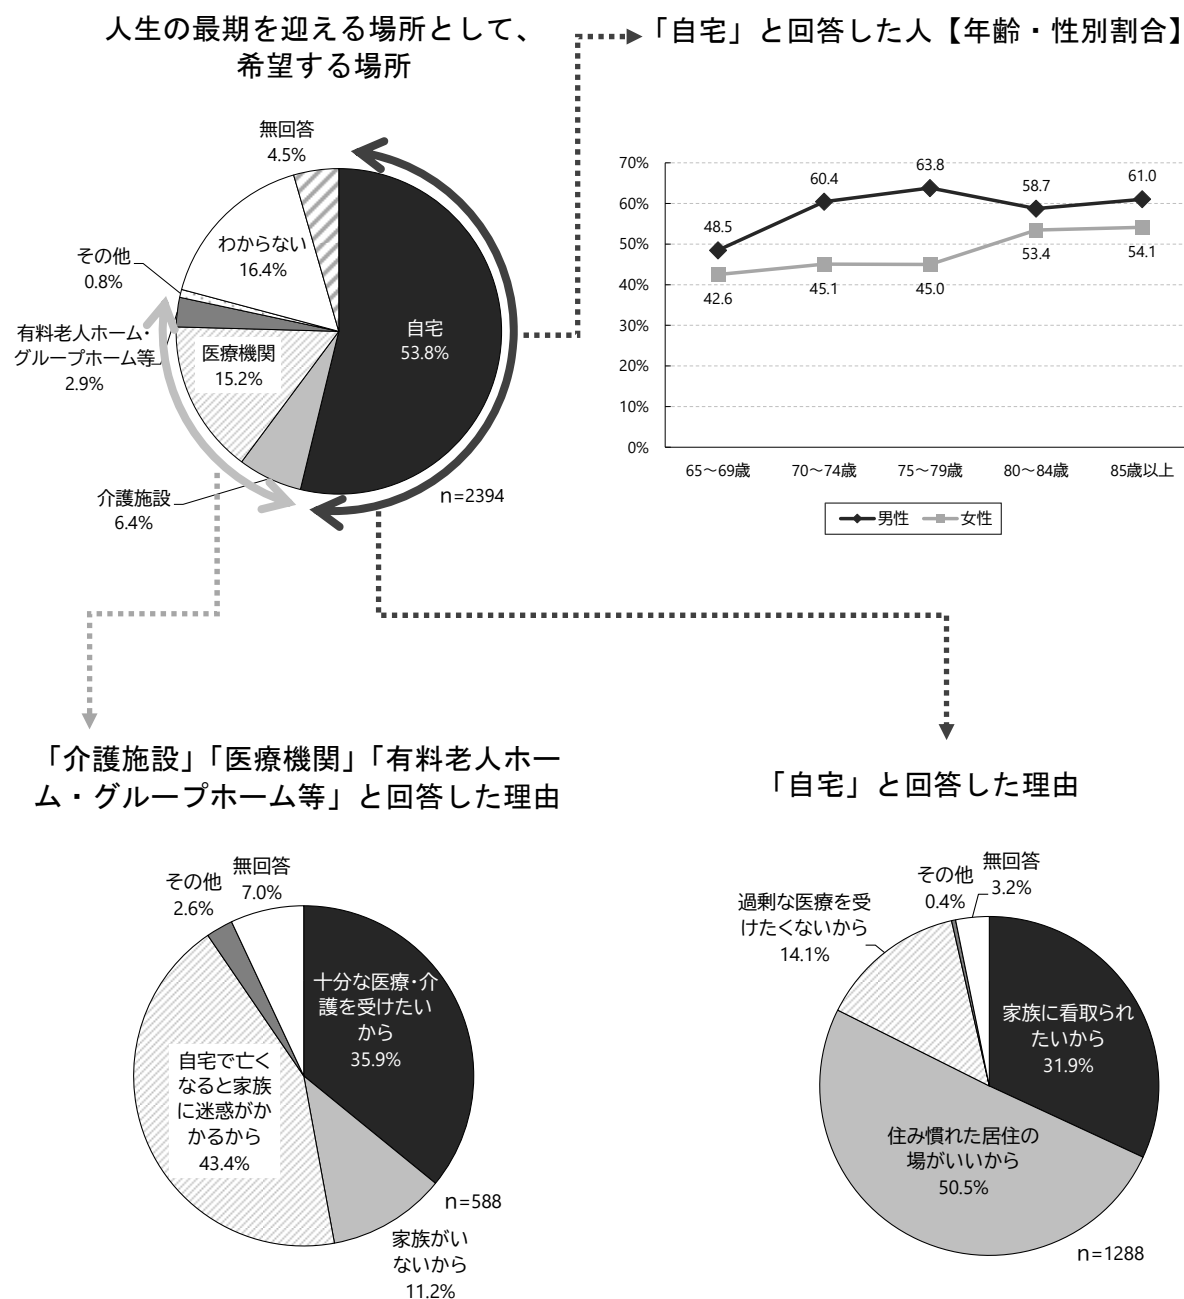 人生の最期を迎える場所として、
希望する場所
無回答
4.5%
わからない
16.4%
その他
0.8%
有料老人ホーム・
グループホーム等
2.9%
医療機関
15.2%
自宅
53.8%
介護施設
6.4%
n=2394
「自宅」と回答した人【年齢・性別割合】
70%
60%
50%
40%
30%
20%
10%
0%
48.5
60.4
63.8
58.7
61.0
42.6
45.1
45.0
53.4
54.1
65～69歳
70～74歳
75～79歳
80～84歳
85歳以上
男性
女性
「介護施設」「医療機関」「有料老人ホー
ム・グループホーム等」と回答した理由
無回答
7.0%
その他
2.6%
十分な医療・介
護を受けたい
から
35.9%
自宅で亡く
なると家族
に迷惑がか
かるから
43.4%
n=588
家族がい
ないから
11.2%
「自宅」と回答した理由
無回答
3.2%
その他
0.4%
過剰な医療を受
けたくないから
14.1%
家族に看取られ
たいから
31.9%
住み慣れた居住の
場がいいから
50.5%
n=1288